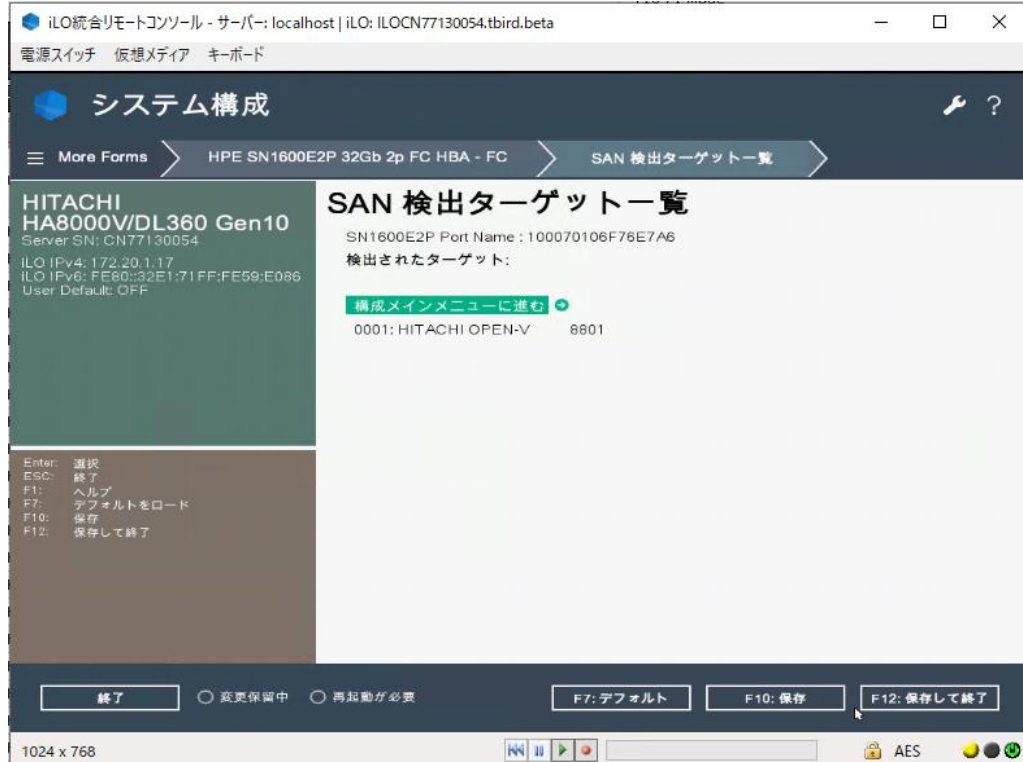 iLO統合リモートコンソール - サーバー: localhost | iLO: ILOCN77130054.tbird.beta
電源スイッチ 仮想メディア キーボード
システム構成
?
More Forms HPE SN1600E2P 32Gb 2p FC HBA - FC SAN 検出ターゲット一覧
HITACHI
HA8000V/DL360 Gen10
Server SN: CN77130054
iLO IPv4: 172.20.1.17
iLO IPv6: FE80::32E1:71FF:FE59:E086
User Default: OFF
SAN 検出ターゲット一覧
SN1600E2P Port Name : 100070106F76E7A6
検出されたターゲット:
構成メインメニューに進む
0001: HITACHI OPEN-V 8801
Enter: 選択
ESC: 終了
F1: ヘルプ
F7: デフォルトをロード
F10: 保存
F12: 保存して終了
終了 変更保留中 再起動が必要 F7: デフォルト F10: 保存 F12: 保存して終了
1024 x 768 AES